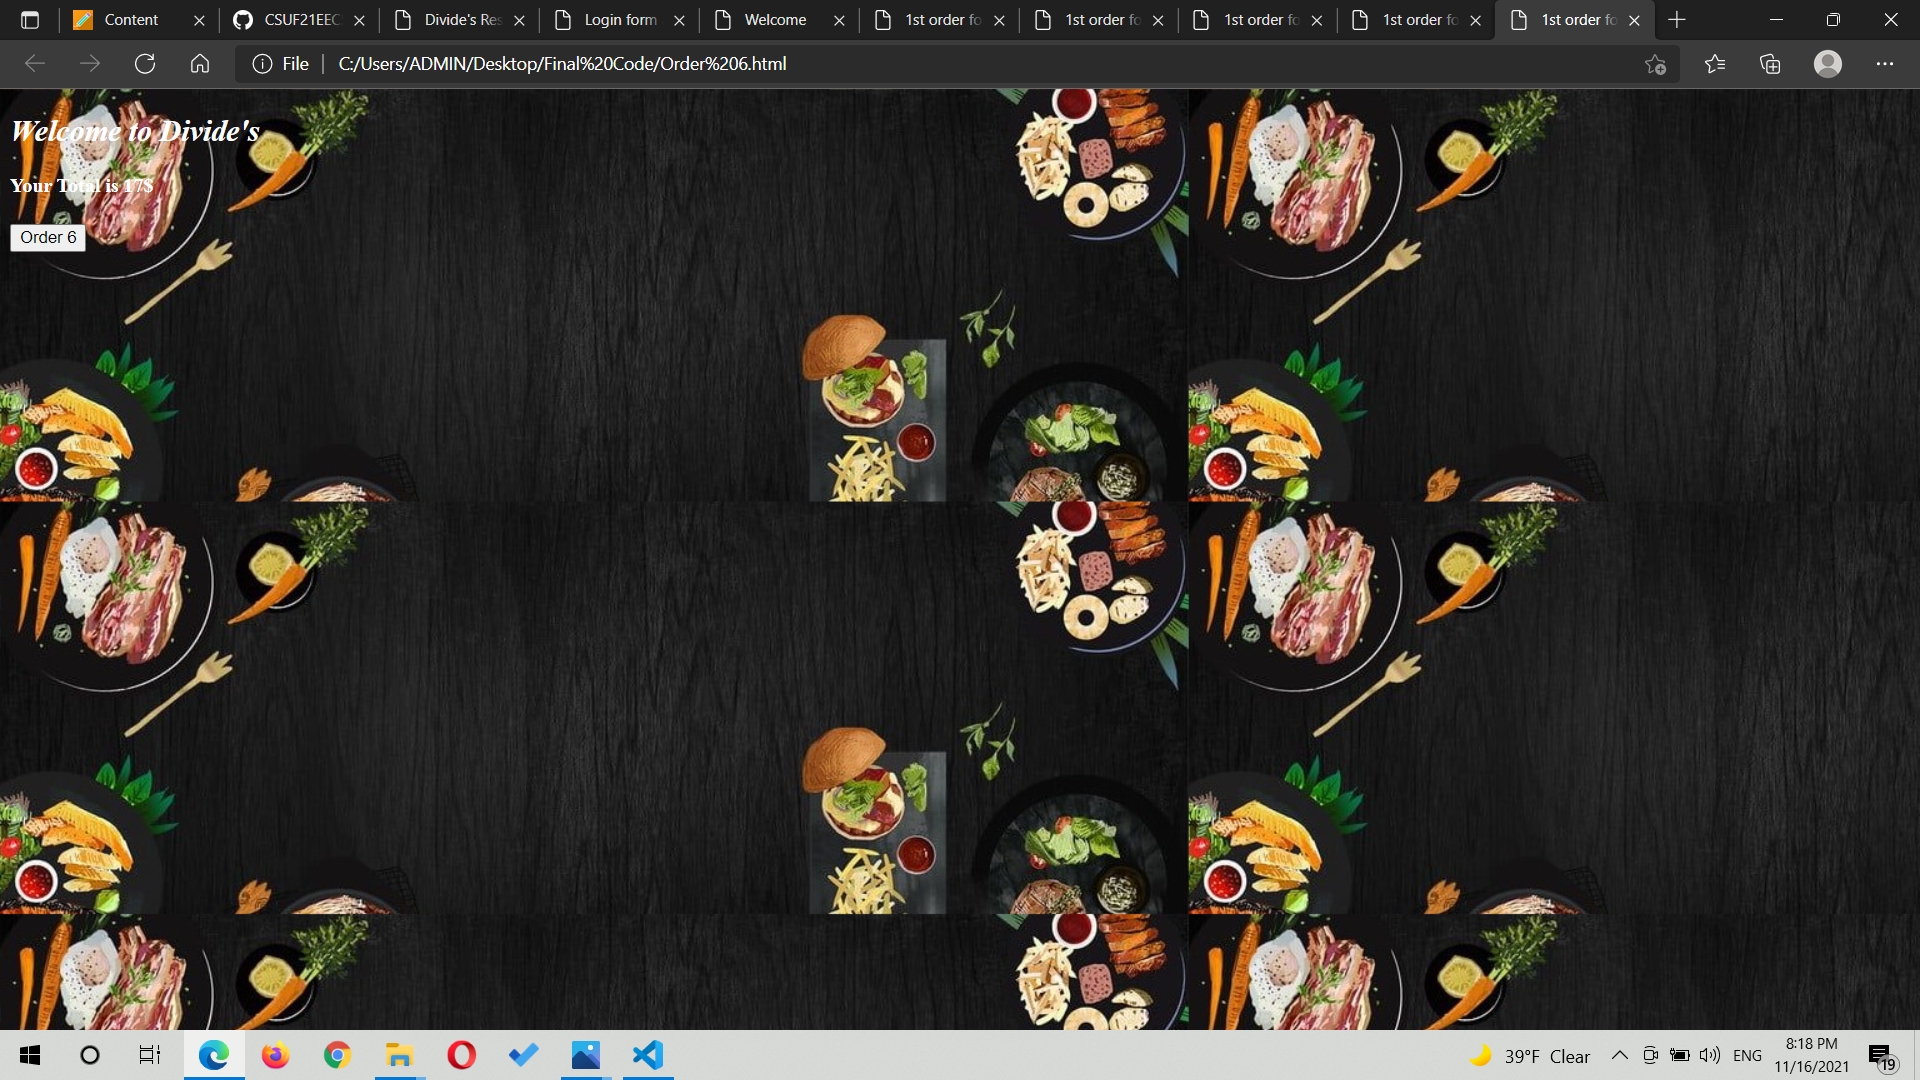 Content
CSUF21EEC
Divide's Res
Login form
Welcome
1st order fo
1st order fo
1st order fo
1st order fo
1st order fo
File
C:/Users/ADMIN/Desktop/Final%20Code/Order%206.html
Welcome to Divide's
Your Total is 17$
Order 6
39°F Clear
ENG
8:18 PM
11/16/2021
19